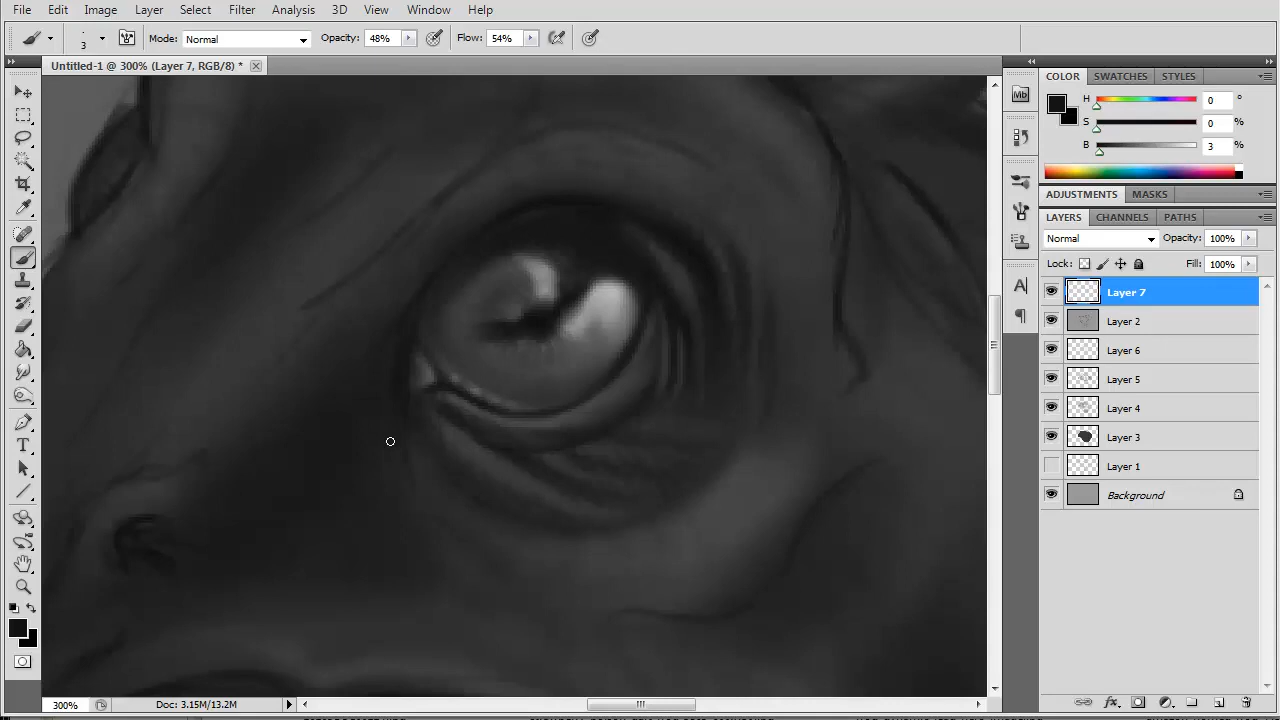 File Edit Image Layer Select Filter Analysis 3D View Window Help
3 Mode: Normal Opacity: 48% Flow: 54%
Untitled-1 @ 300% (Layer 7, RGB/8) *
COLOR SWATCHES STYLES
H 0 °
S 0 %
B 3 %
ADJUSTMENTS MASKS
LAYERS CHANNELS PATHS
Normal Opacity: 100%
Lock: Fill: 100%
Layer 7
Layer 2
Layer 6
Layer 5
Layer 4
Layer 3
Layer 1
Background
Mb
A
T
300% Doc: 3.15M/13.2M